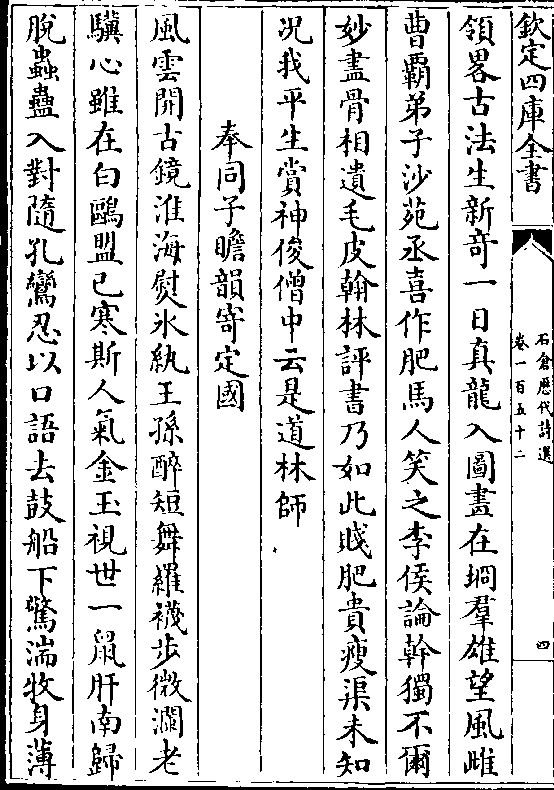 欽定四庫全書
石倉歴代詩選
卷一百五十二
四
領畧古法生新奇一日真龍入圖畫在坰羣雄望風雌
曹霸弟子沙苑丞喜作肥馬人笑之李侯論幹獨不爾
妙畫骨相遺毛皮翰林評書乃如此賤肥貴瘦渠未知
况我平生賞神俊僧中云是道林師
奉同子瞻韻寄定國
風雲開古鏡淮海熨冰紈王孫醉短舞羅襪步微瀾老
驥心雖在白鷗盟已寒斯人氣金玉視世一鼠肝南歸
脫蟲蠱入對隨孔鸞忍以口語去鼓船下驚湍牧身薄